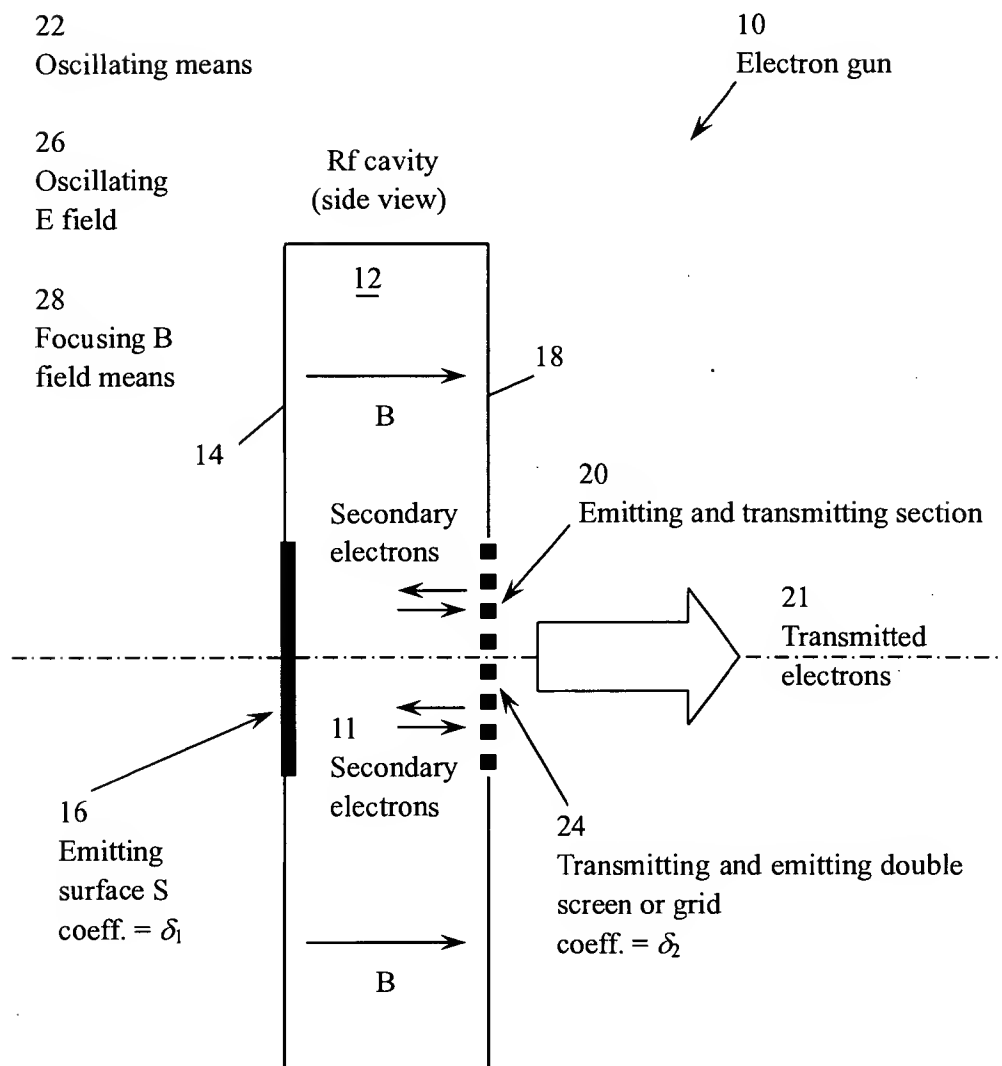 22
Oscillating means
10
Electron gun
26
Oscillating
E field
Rf cavity
(side view)
12
28
Focusing B
field means
B
18
14
20
Emitting and transmitting section
Secondary
electrons
21
Transmitted
electrons
11
Secondary
electrons
16
Emitting
surface S
coeff. = δ₁
24
Transmitting and emitting double
screen or grid
coeff. = δ₂
B